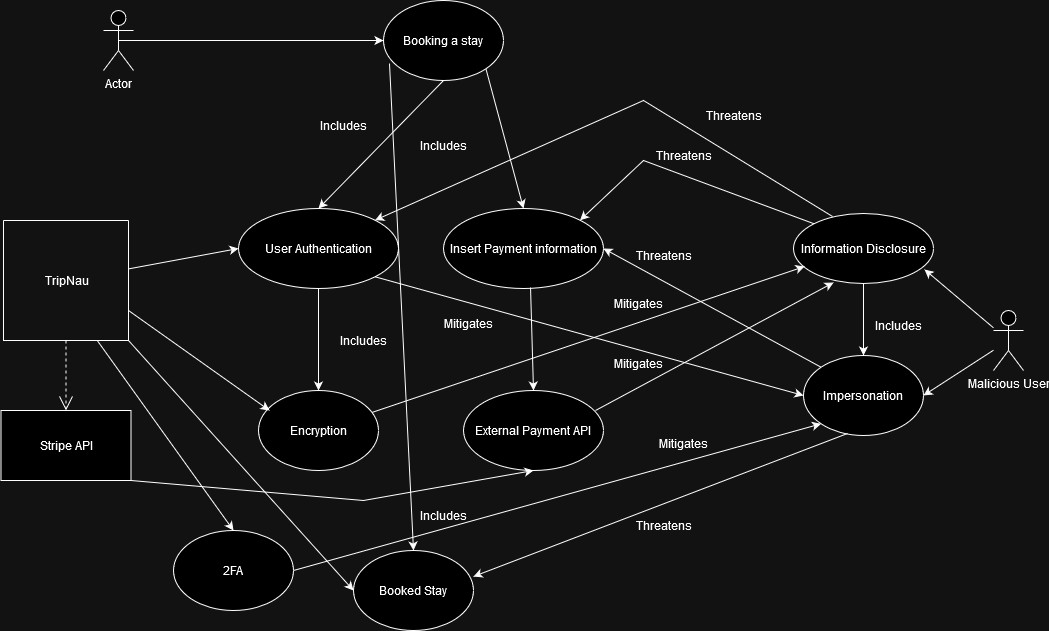 Booking a stay
Actor
Threatens
Includes
Includes
Threatens
User Authentication
Insert Payment information
Information Disclosure
Threatens
TripNau
Mitigates
Mitigates
Includes
Includes
Mitigates
Malicious User
Impersonation
Encryption
External Payment API
Stripe API
Mitigates
Includes
Threatens
2FA
Booked Stay